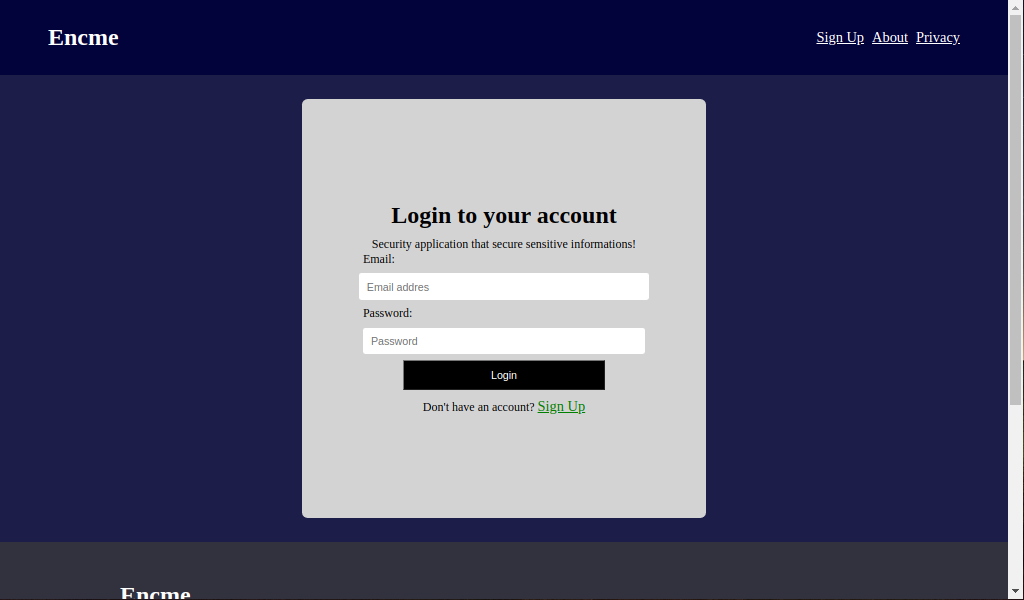 Encme
Sign Up About Privacy
Login to your account
Security application that secure sensitive informations!
Email:
Email addres
Password:
Password
Login
Don't have an account? Sign Up
Encme